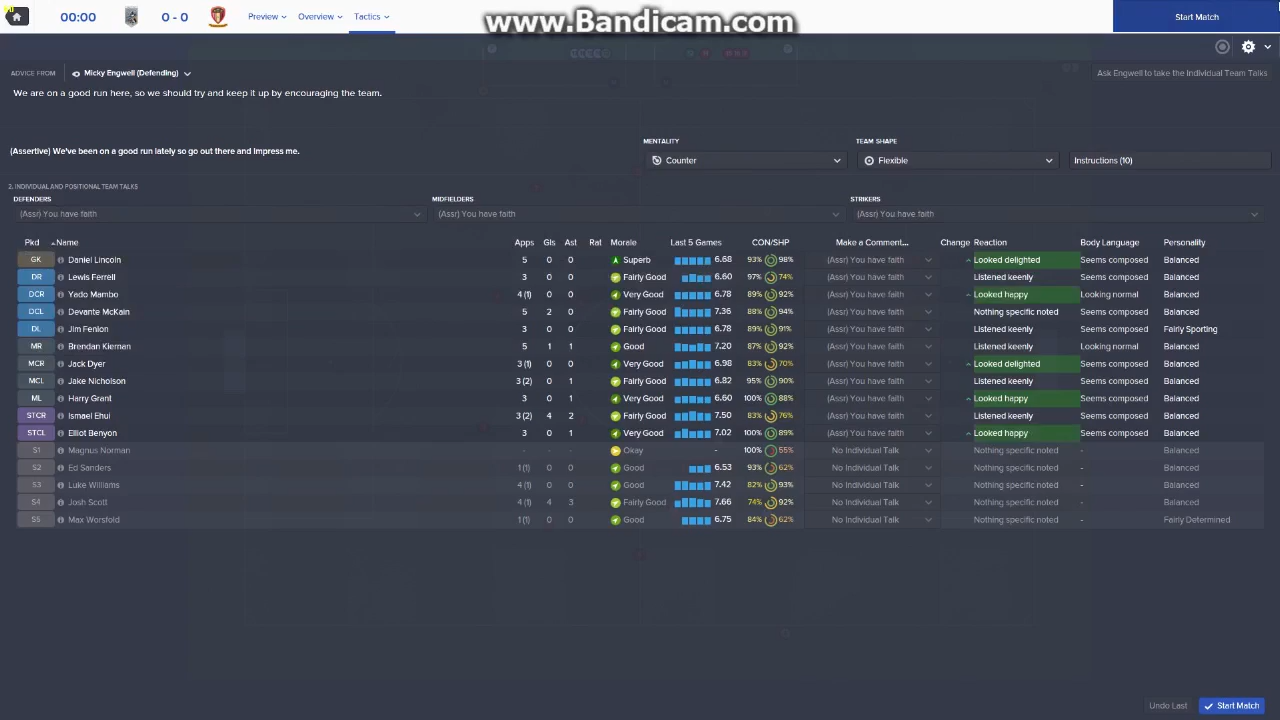 www.Bandicam.com
00:00 0 - 0 Preview Overview Tactics Start Match
ADVICE FROM Micky Engwell (Defending) Ask Engwell to take the Individual Team Talks
We are on a good run here, so we should try and keep it up by encouraging the team.
MENTALITY TEAM SHAPE
(Assertive) We've been on a good run lately so go out there and impress me. Counter Flexible Instructions (10)
2. INDIVIDUAL AND POSITIONAL TEAM TALKS
DEFENDERS MIDFIELDERS STRIKERS
(Assr) You have faith (Assr) You have faith (Assr) You have faith
Pkd Name Apps Gls Ast Rat Morale Last 5 Games CON/SHP Make a Comment... Change Reaction Body Language Personality
GK Daniel Lincoln 5 0 0 Superb 6.68 93% 98% (Assr) You have faith Looked delighted Seems composed Balanced
DR Lewis Ferrell 3 0 0 Fairly Good 6.60 97% 74% (Assr) You have faith Listened keenly Seems composed Balanced
DCR Yado Mambo 4 (1) 0 0 Very Good 6.78 89% 92% (Assr) You have faith Looked happy Looking normal Balanced
DCL Devante McKain 5 2 0 Fairly Good 7.36 88% 94% (Assr) You have faith Nothing specific noted Seems composed Balanced
DL Jim Fenlon 3 0 0 Fairly Good 6.78 89% 91% (Assr) You have faith Listened keenly Seems composed Fairly Sporting
MR Brendan Kiernan 5 1 1 Good 7.20 87% 92% (Assr) You have faith Listened keenly Looking normal Balanced
MCR Jack Dyer 3 (1) 0 0 Very Good 6.98 83% 70% (Assr) You have faith Looked delighted Seems composed Balanced
MCL Jake Nicholson 3 (2) 0 1 Fairly Good 6.82 95% 90% (Assr) You have faith Listened keenly Seems composed Balanced
ML Harry Grant 3 0 1 Very Good 6.60 100% 88% (Assr) You have faith Looked happy Seems composed Balanced
STCR Ismael Ehui 3 (2) 4 2 Fairly Good 7.50 83% 76% (Assr) You have faith Listened keenly Seems composed Balanced
STCL Elliot Benyon 3 0 1 Very Good 7.02 100% 89% (Assr) You have faith Looked happy Seems composed Balanced
S1 Magnus Norman - - - Okay - 100% 55% No Individual Talk Nothing specific noted - Balanced
S2 Ed Sanders 1 (1) 0 0 Good 6.53 93% 62% No Individual Talk Nothing specific noted - Balanced
S3 Luke Williams 4 (1) 0 0 Good 7.42 82% 93% No Individual Talk Nothing specific noted - Balanced
S4 Josh Scott 4 (1) 4 3 Fairly Good 7.66 74% 92% No Individual Talk Nothing specific noted - Balanced
S5 Max Worsfold 1 (1) 0 0 Good 6.75 84% 62% No Individual Talk Nothing specific noted - Fairly Determined
Undo Last Start Match